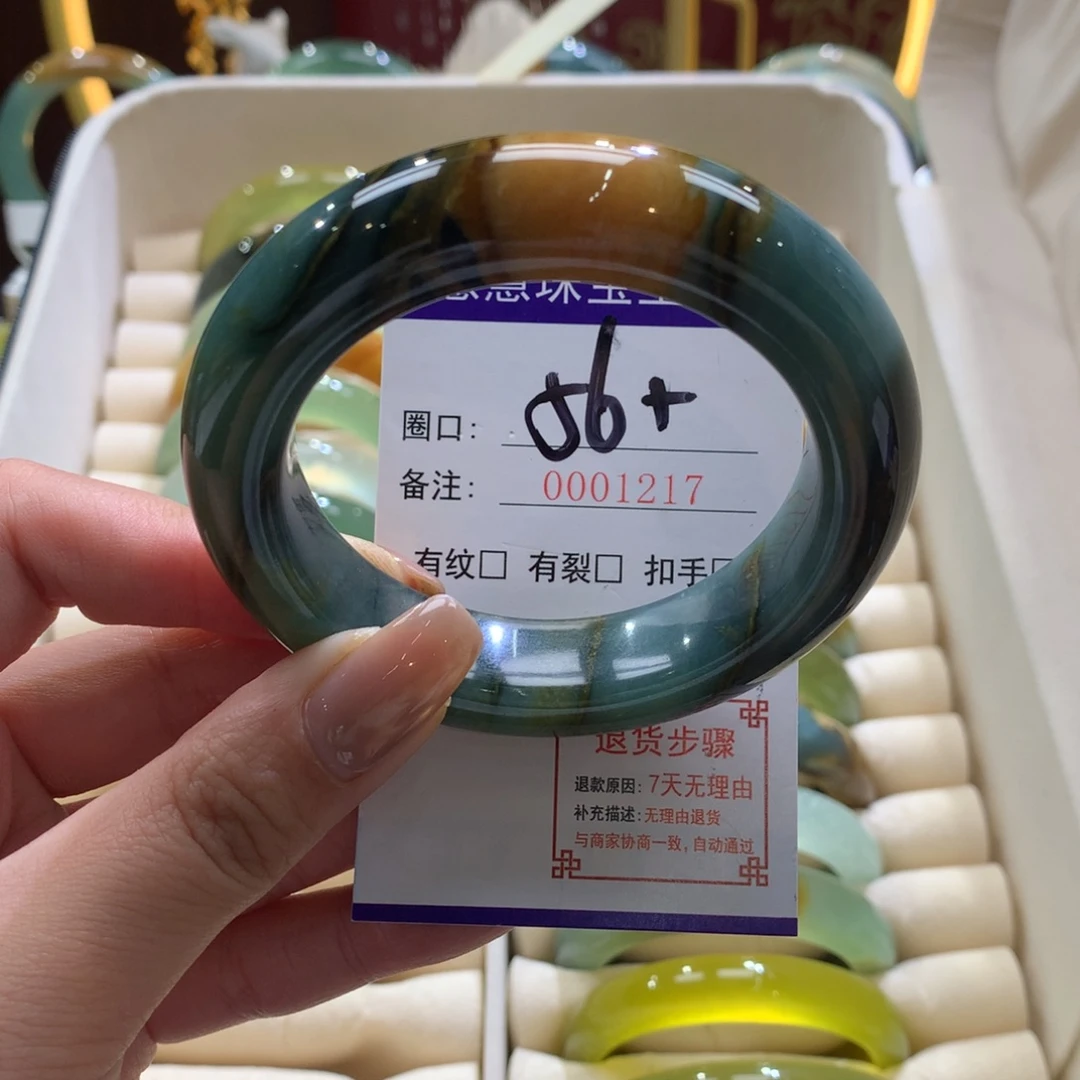 珠宝
圈口: 56+
备注: 0001217
有纹□ 有裂□ 扣手□
退货步骤
退款原因: 7天无理由
补充描述: 无理由退货
与商家协商一致, 自动通过